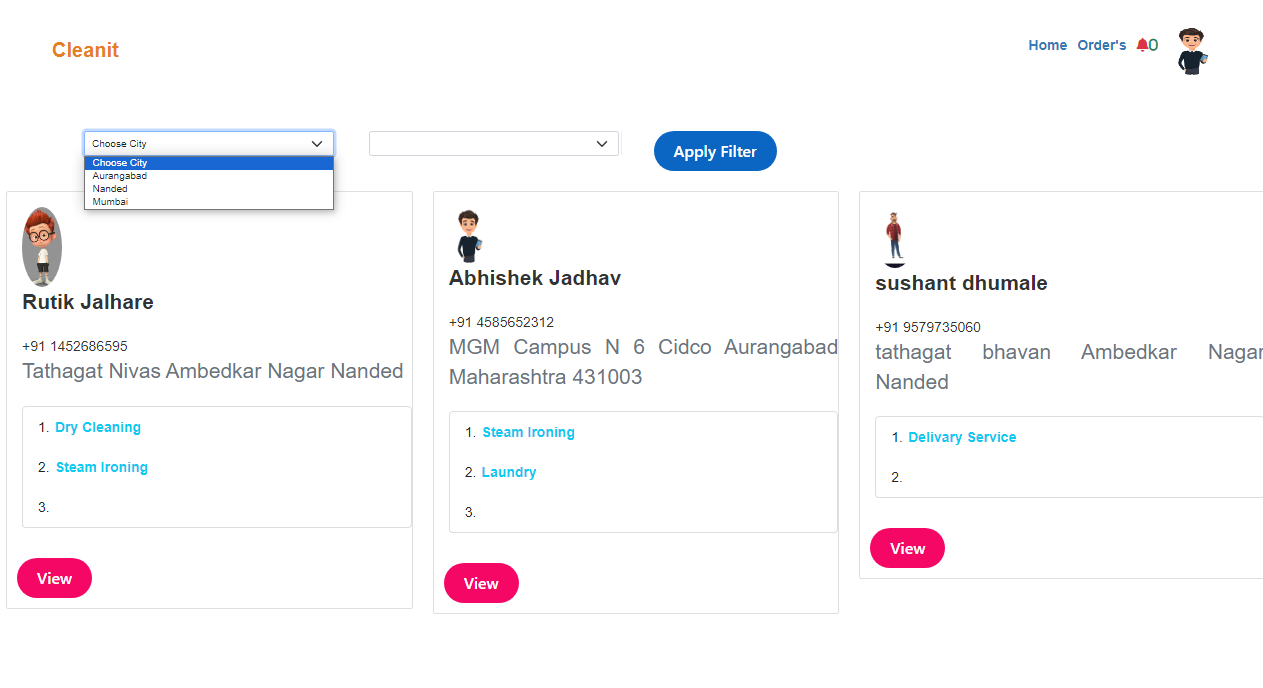 Cleanit
Home Order's 0
Choose City
Apply Filter
Choose City
Aurangabad
Nanded
Mumbai
Rutik Jalhare
+91 1452686595
Tathagat Nivas Ambedkar Nagar Nanded
1. Dry Cleaning
2. Steam Ironing
3.
View
Abhishek Jadhav
+91 4585652312
MGM Campus N 6 Cidco Aurangabad
Maharashtra 431003
1. Steam Ironing
2. Laundry
3.
View
sushant dhumale
+91 9579735060
tathagat bhavan Ambedkar Nagar
Nanded
1. Delivary Service
2.
View